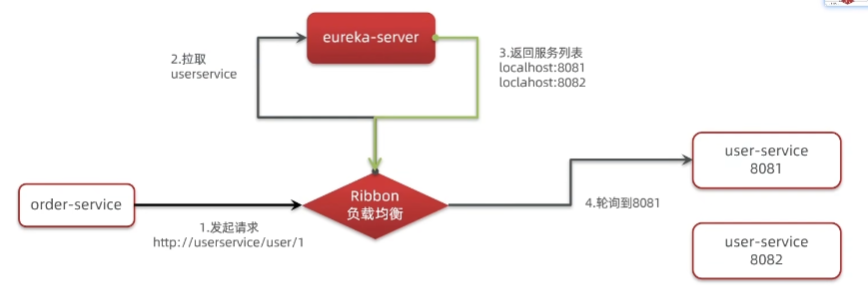 eureka-server
2.拉取
userservice
3.返回服务列表
localhost:8081
loclahost:8082
user-service
8081
Ribbon
负载均衡
order-service
4.轮询到8081
1.发起请求
http://userservice/user/1
user-service
8082